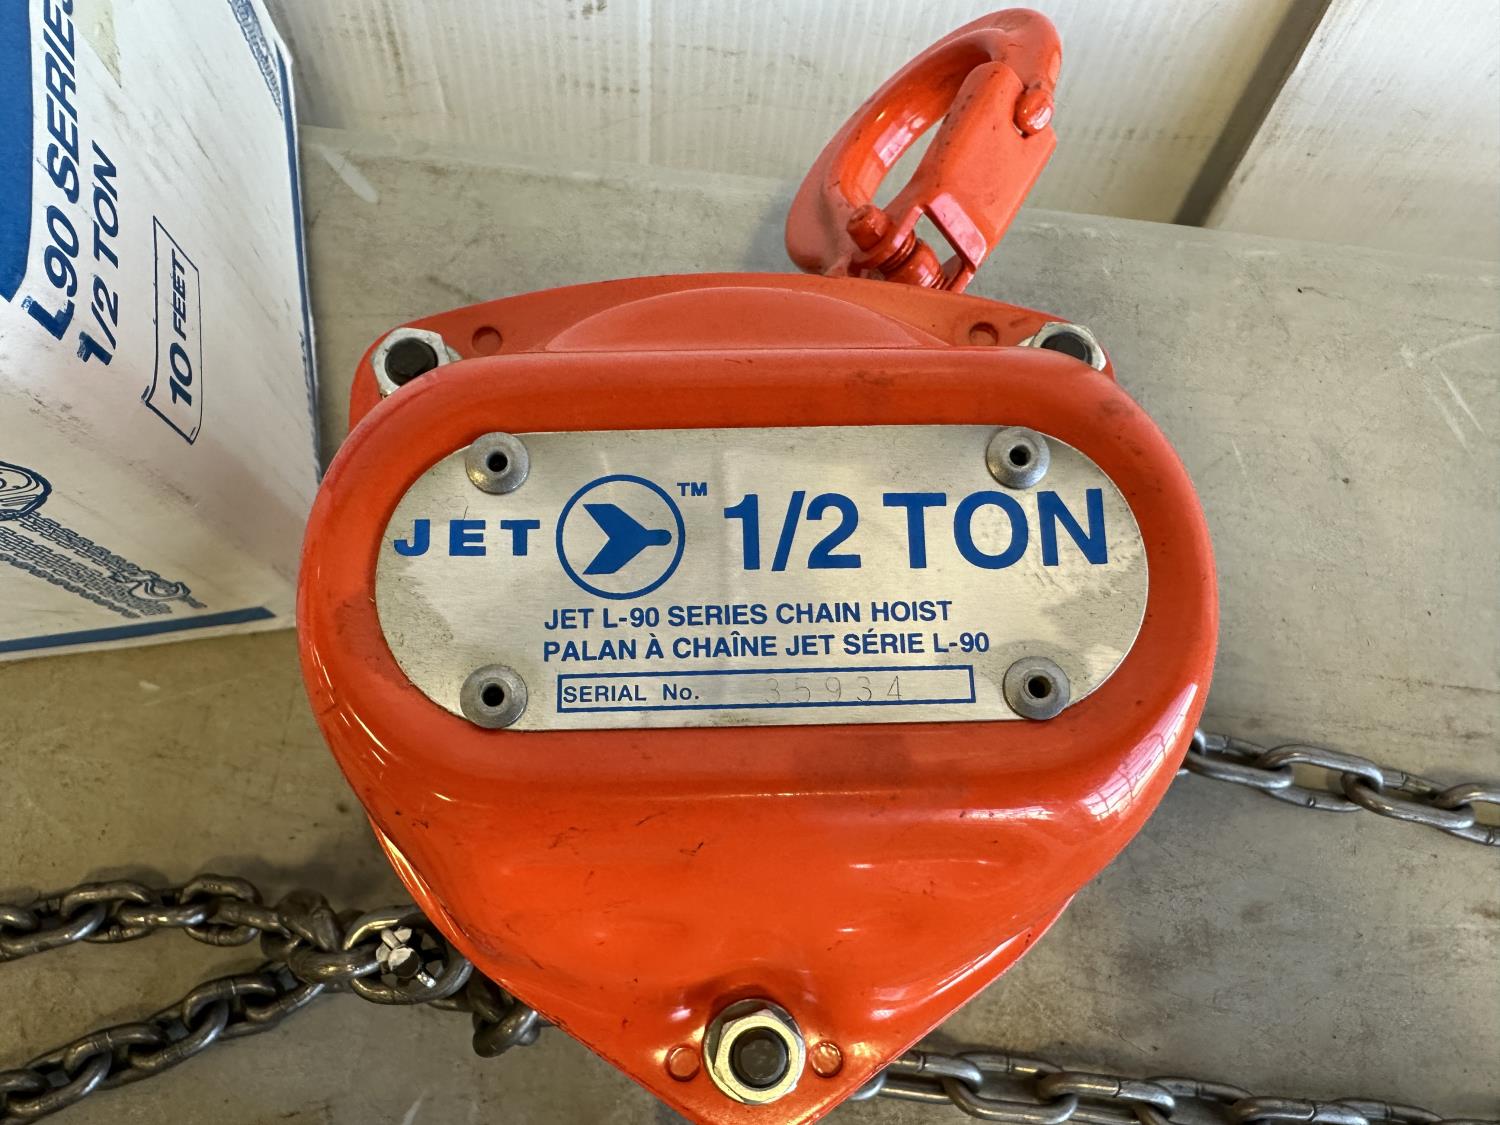 L90 SERIES
1/2 TON
10 FEET
JET ™ 1/2 TON
JET L-90 SERIES CHAIN HOIST
PALAN À CHAÎNE JET SÉRIE L-90
SERIAL No. 35934